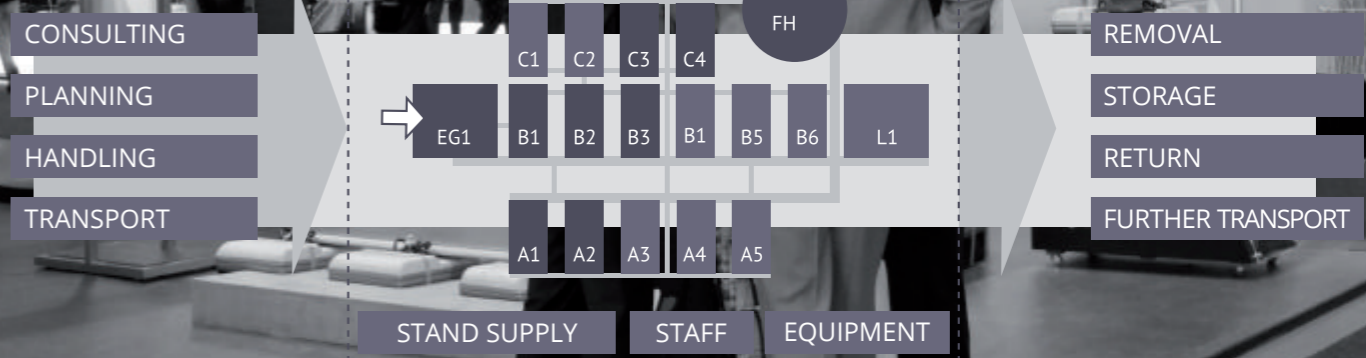 CONSULTING
PLANNING
HANDLING
TRANSPORT
FH
C1 C2 C3 C4
EG1 B1 B2 B3 B1 B5 B6 L1
A1 A2 A3 A4 A5
STAND SUPPLY STAFF EQUIPMENT
REMOVAL
STORAGE
RETURN
FURTHER TRANSPORT